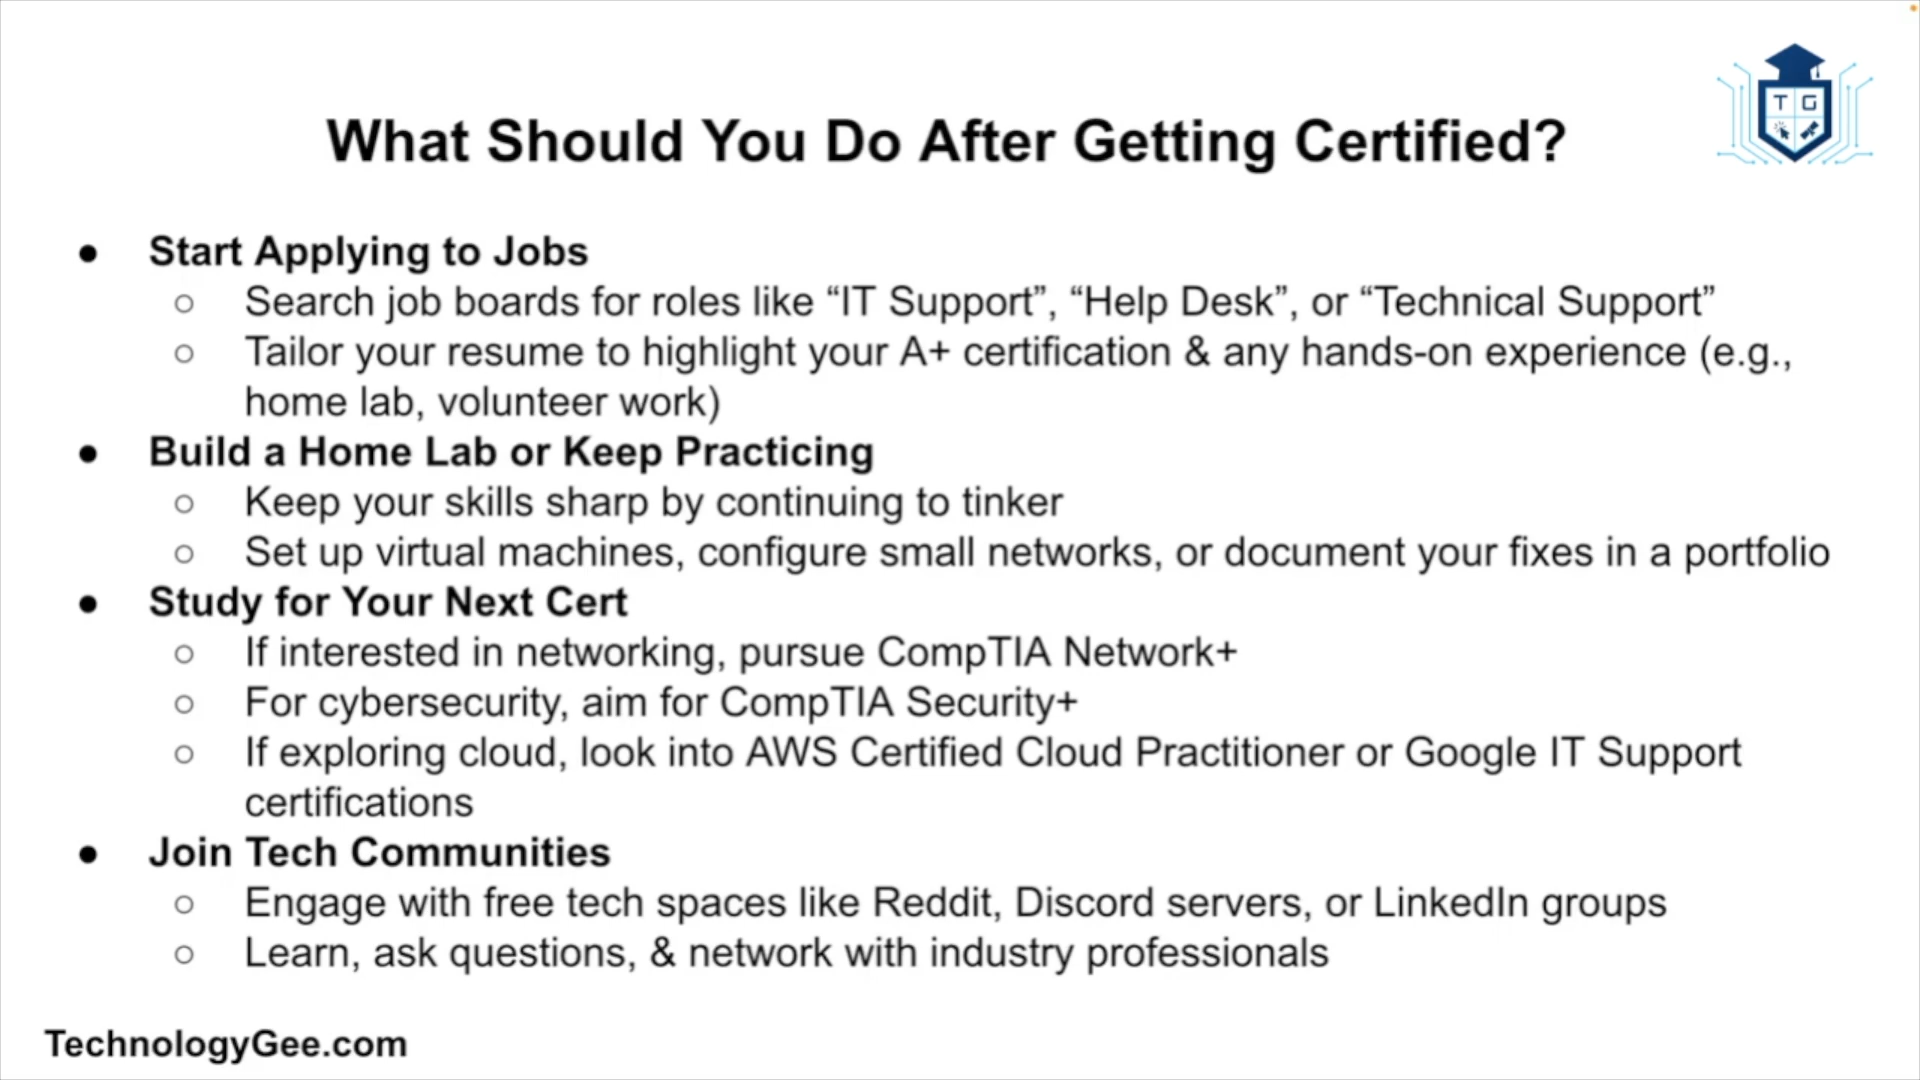 What Should You Do After Getting Certified?
T G
● Start Applying to Jobs
○ Search job boards for roles like “IT Support”, “Help Desk”, or “Technical Support”
○ Tailor your resume to highlight your A+ certification & any hands-on experience (e.g.,
home lab, volunteer work)
● Build a Home Lab or Keep Practicing
○ Keep your skills sharp by continuing to tinker
○ Set up virtual machines, configure small networks, or document your fixes in a portfolio
● Study for Your Next Cert
○ If interested in networking, pursue CompTIA Network+
○ For cybersecurity, aim for CompTIA Security+
○ If exploring cloud, look into AWS Certified Cloud Practitioner or Google IT Support
certifications
● Join Tech Communities
○ Engage with free tech spaces like Reddit, Discord servers, or LinkedIn groups
○ Learn, ask questions, & network with industry professionals
TechnologyGee.com